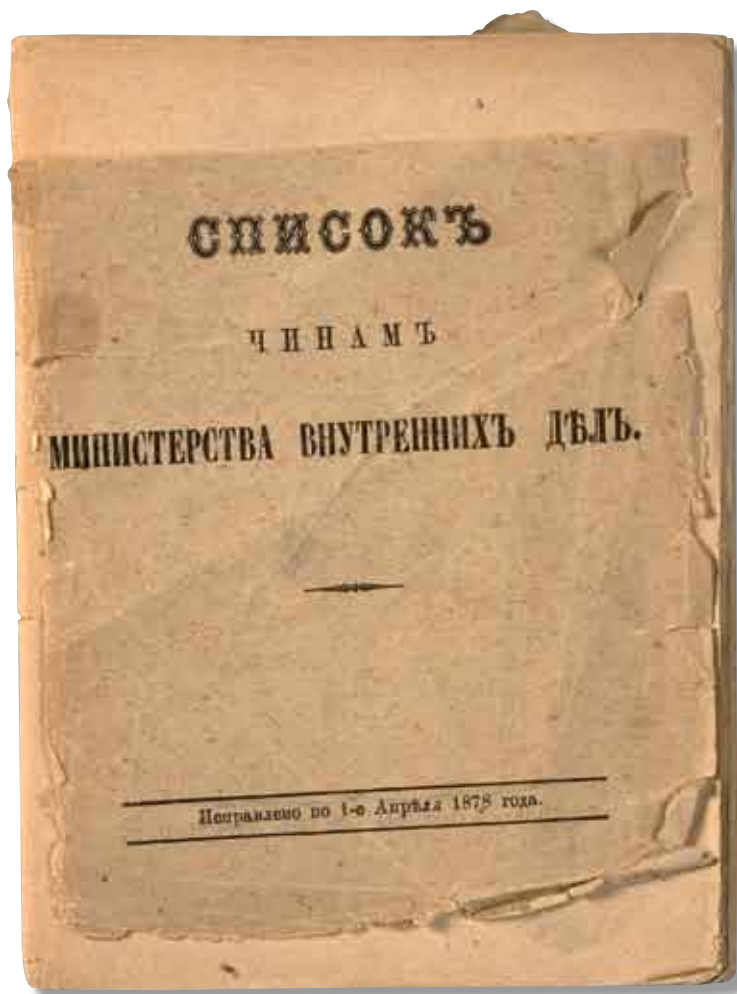 СПИСОКЪ
ЧИНАМЪ
МИНИСТЕРСТВА ВНУТРЕННИХЪ ДѢЛЪ.
Исправлено по 1-е Апрѣля 1878 года.